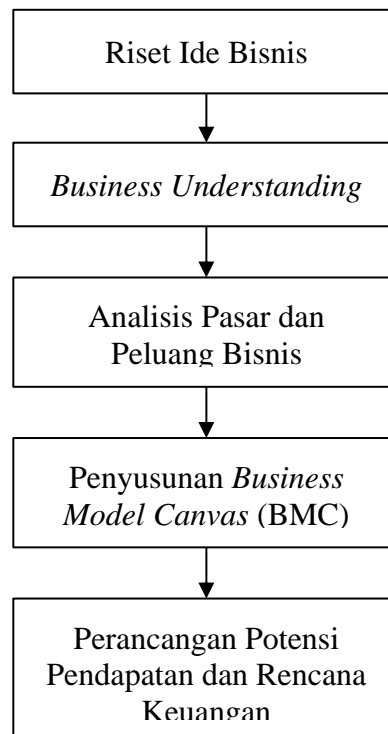 Riset Ide Bisnis
Business Understanding
Analisis Pasar dan
Peluang Bisnis
Penyusunan Business
Model Canvas (BMC)
Perancangan Potensi
Pendapatan dan Rencana
Keuangan